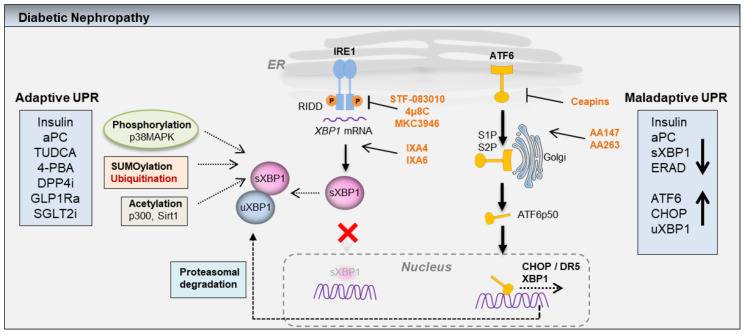 Diabetic Nephropathy
ER
IRE1
ATF6
RIDD
P
P
XBP1 mRNA
STF-083010
4µ8C
MKC3946
IXA4
IXA6
Ceapins
AA147
AA263
S1P
S2P
Golgi
ATF6p50
Adaptive UPR
Insulin
aPC
TUDCA
4-PBA
DPP4i
GLP1Ra
SGLT2i
Phosphorylation
p38MAPK
SUMOylation
Ubiquitination
Acetylation
p300, Sirt1
sXBP1
uXBP1
sXBP1
Proteasomal
degradation
sXBP1
Nucleus
CHOP / DR5
XBP1
Maladaptive UPR
Insulin
aPC
sXBP1
ERAD
ATF6
CHOP
uXBP1